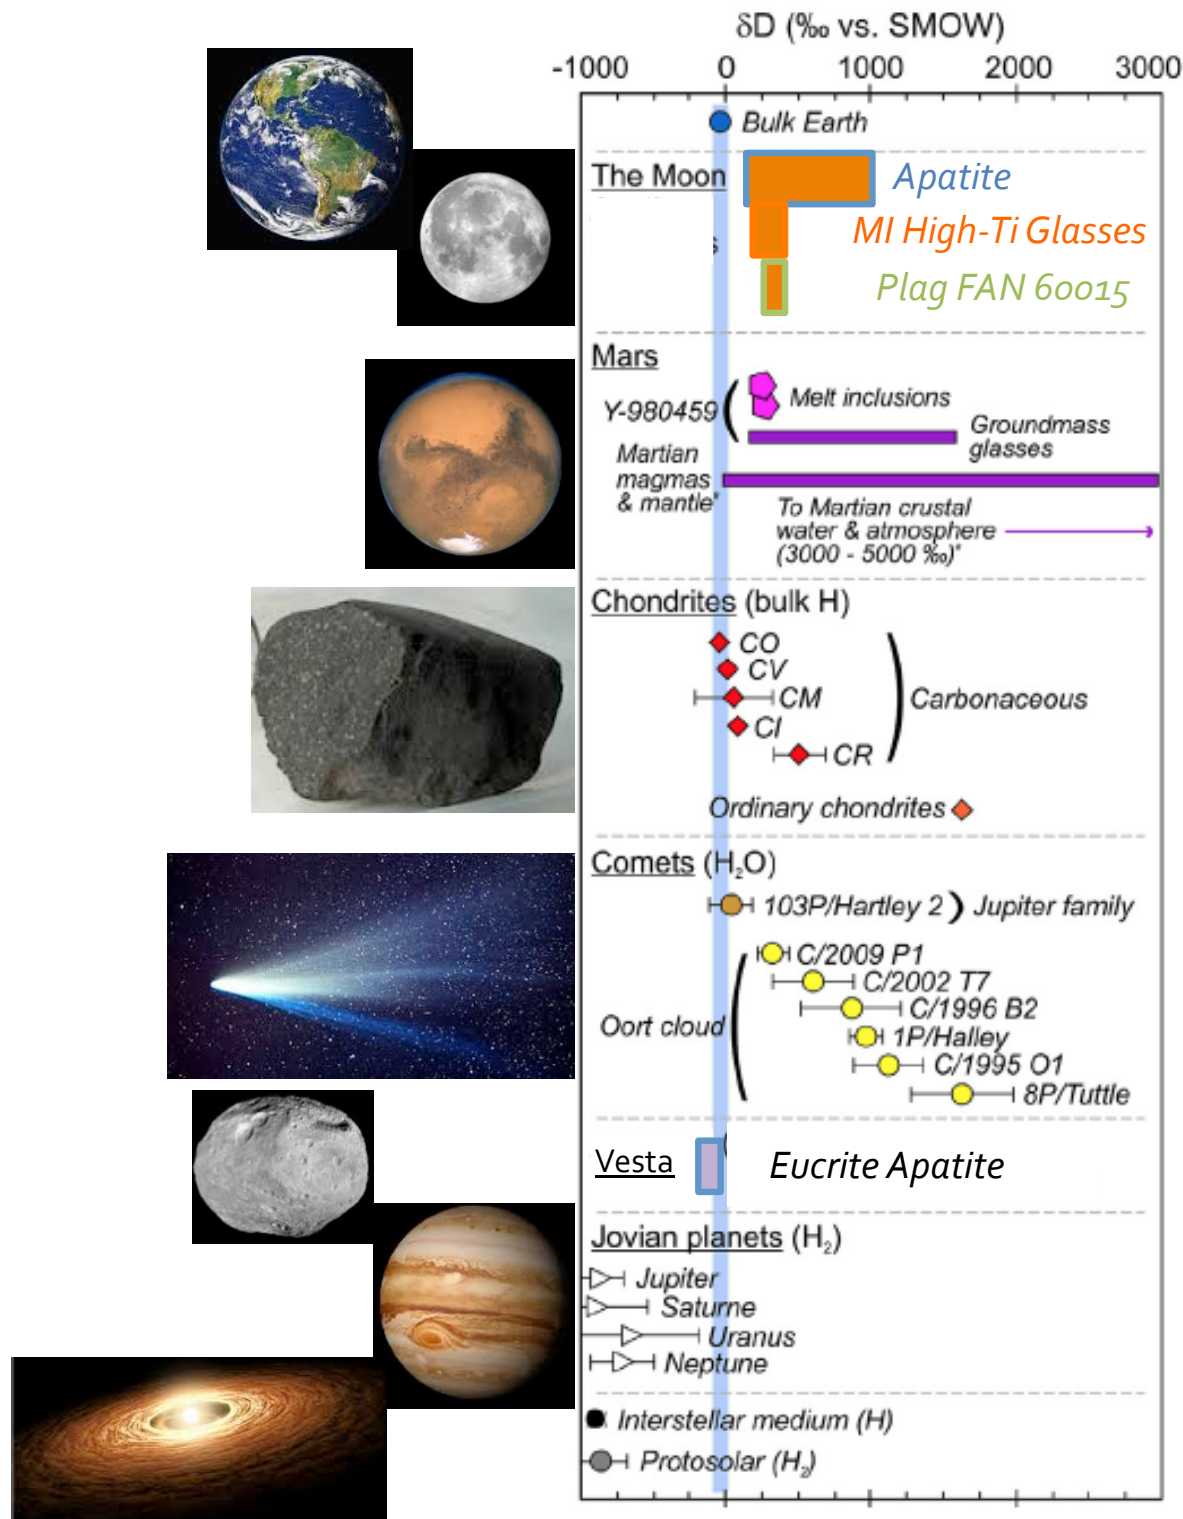 δD (‰ vs. SMOW)
-1000 0 1000 2000 3000
Bulk Earth
The Moon
Apatite
MI High-Ti Glasses
s
Plag FAN 60015
Mars
Y-980459
Melt inclusions
Groundmass
glasses
Martian
magmas
& mantle*
To Martian crustal
water & atmosphere
(3000 - 5000 ‰)*
Chondrites (bulk H)
CO
CV
CM
CI
CR
Carbonaceous
Ordinary chondrites
Comets (H₂O)
103P/Hartley 2
Jupiter family
Oort cloud
C/2009 P1
C/2002 T7
C/1996 B2
1P/Halley
C/1995 O1
8P/Tuttle
Vesta
Eucrite Apatite
Jovian planets (H₂)
Jupiter
Saturne
Uranus
Neptune
Interstellar medium (H)
Protosolar (H₂)